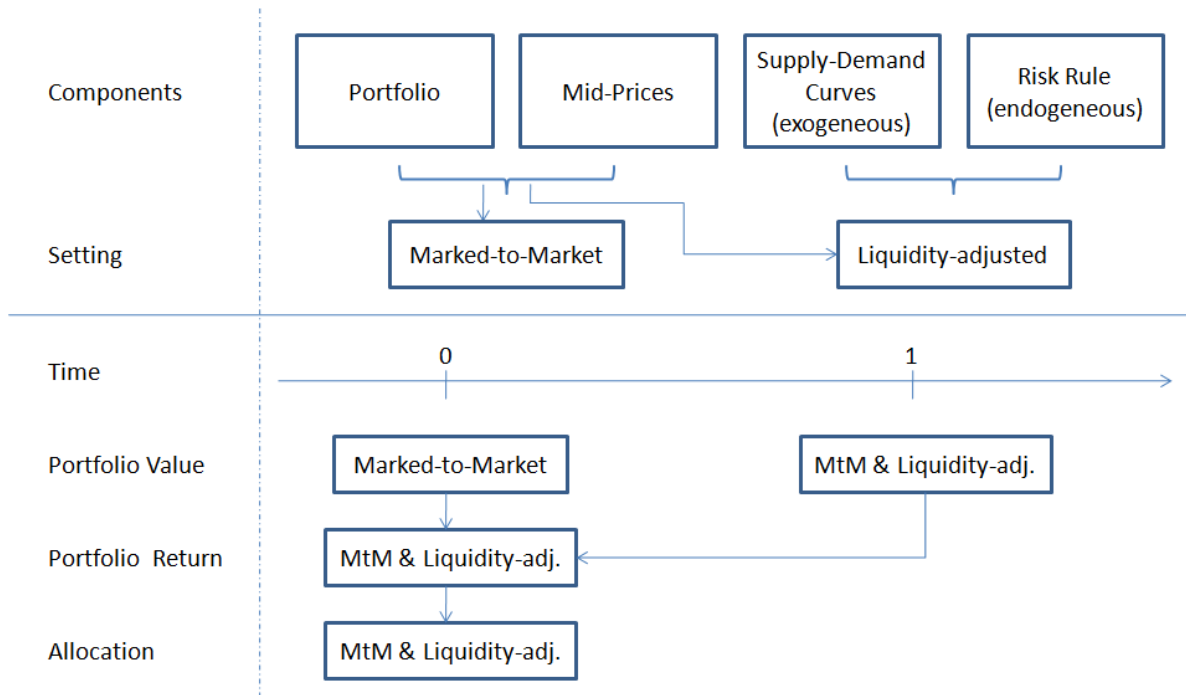 Components
Portfolio
Mid-Prices
Supply-Demand
Curves
(exogeneous)
Risk Rule
(endogeneous)
Setting
Marked-to-Market
Liquidity-adjusted
Time
0
1
Portfolio Value
Marked-to-Market
MtM & Liquidity-adj.
Portfolio Return
MtM & Liquidity-adj.
Allocation
MtM & Liquidity-adj.